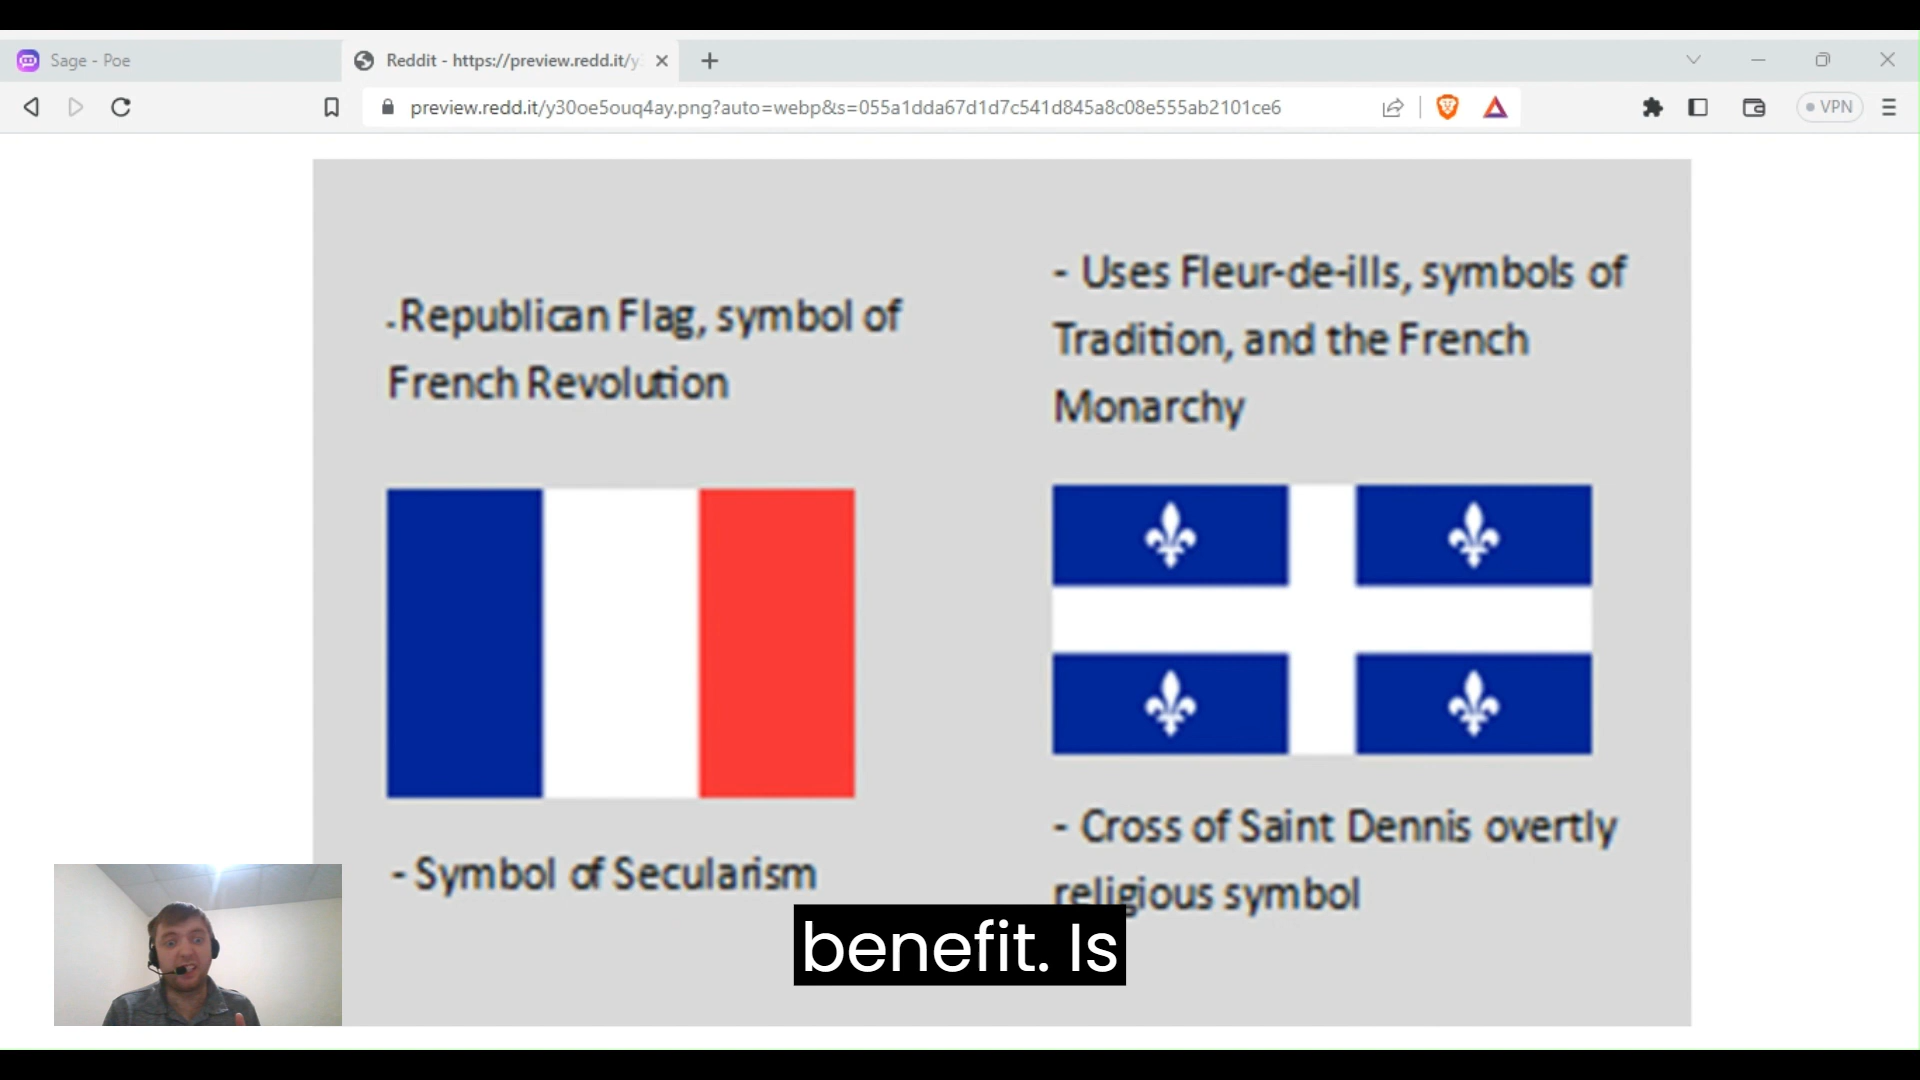 Sage - Poe
Reddit - https://preview.redd.it/y
preview.redd.it/y30oe5ouq4ay.png?auto=webp&s=055a1dda67d1d7c541d845a8c08e555ab2101ce6
VPN
-Republican Flag, symbol of
French Revolution
- Symbol of Secularism
- Uses Fleur-de-ills, symbols of
Tradition, and the French
Monarchy
- Cross of Saint Dennis overtly
religious symbol
benefit. Is